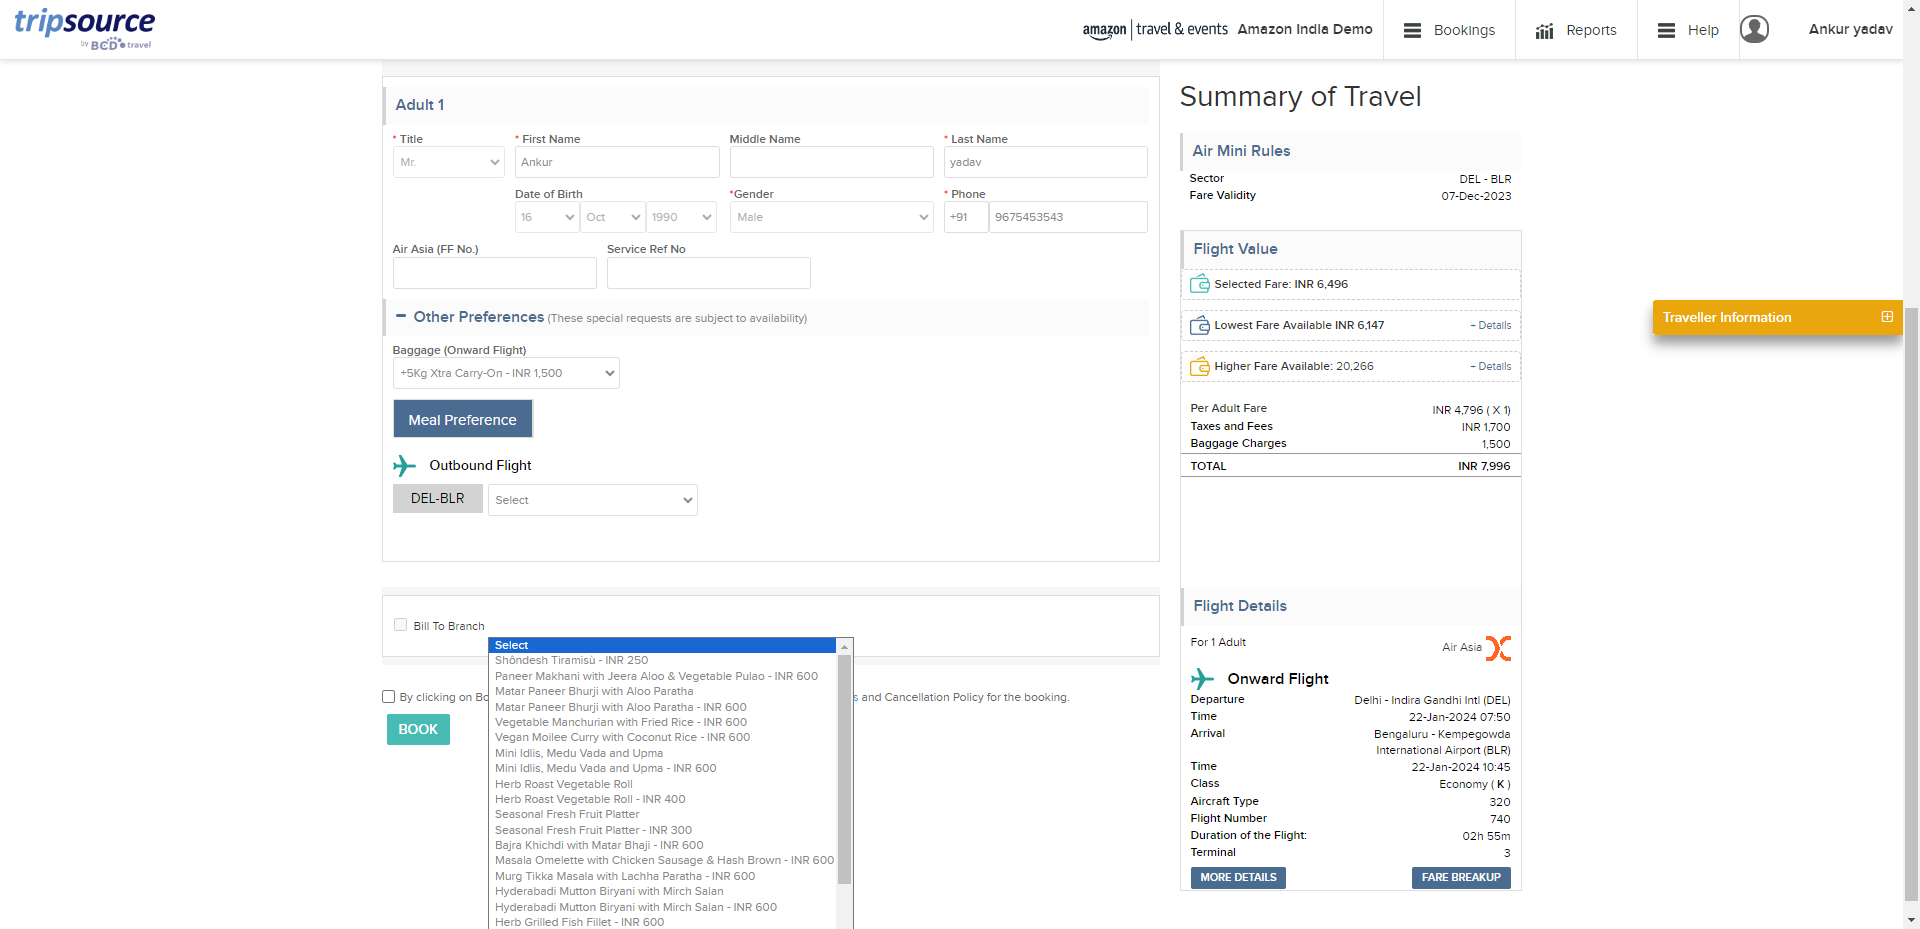 tripsource
by BCD travel
amazon travel & events Amazon India Demo
Bookings
Reports
Help
Ankur yadav
Adult 1
* Title
* First Name
Middle Name
* Last Name
Mr.
Ankur
yadav
Date of Birth
*Gender
* Phone
16
Oct
1990
Male
+91
9675453543
Air Asia (FF No.)
Service Ref No
Other Preferences (These special requests are subject to availability)
Baggage (Onward Flight)
+5Kg Xtra Carry-On - INR 1,500
Meal Preference
Outbound Flight
DEL-BLR
Select
Bill To Branch
By clicking on Bo
s and Cancellation Policy for the booking.
BOOK
Select
Shôndesh Tiramisù - INR 250
Paneer Makhani with Jeera Aloo & Vegetable Pulao - INR 600
Matar Paneer Bhurji with Aloo Paratha
Matar Paneer Bhurji with Aloo Paratha - INR 600
Vegetable Manchurian with Fried Rice - INR 600
Vegan Moilee Curry with Coconut Rice - INR 600
Mini Idlis, Medu Vada and Upma
Mini Idlis, Medu Vada and Upma - INR 600
Herb Roast Vegetable Roll
Herb Roast Vegetable Roll - INR 400
Seasonal Fresh Fruit Platter
Seasonal Fresh Fruit Platter - INR 300
Bajra Khichdi with Matar Bhaji - INR 600
Masala Omelette with Chicken Sausage & Hash Brown - INR 600
Murg Tikka Masala with Lachha Paratha - INR 600
Hyderabadi Mutton Biryani with Mirch Salan
Hyderabadi Mutton Biryani with Mirch Salan - INR 600
Herb Grilled Fish Fillet - INR 600
Summary of Travel
Air Mini Rules
Sector DEL - BLR
Fare Validity 07-Dec-2023
Flight Value
Selected Fare: INR 6,496
Lowest Fare Available INR 6,147 + Details
Higher Fare Available: 20,266 + Details
Per Adult Fare INR 4,796 ( X 1)
Taxes and Fees INR 1,700
Baggage Charges 1,500
TOTAL INR 7,996
Flight Details
For 1 Adult Air Asia
Onward Flight
Departure Delhi - Indira Gandhi Intl (DEL)
Time 22-Jan-2024 07:50
Arrival Bengaluru - Kempegowda
International Airport (BLR)
Time 22-Jan-2024 10:45
Class Economy ( K )
Aircraft Type 320
Flight Number 740
Duration of the Flight: 02h 55m
Terminal 3
MORE DETAILS
FARE BREAKUP
Traveller Information